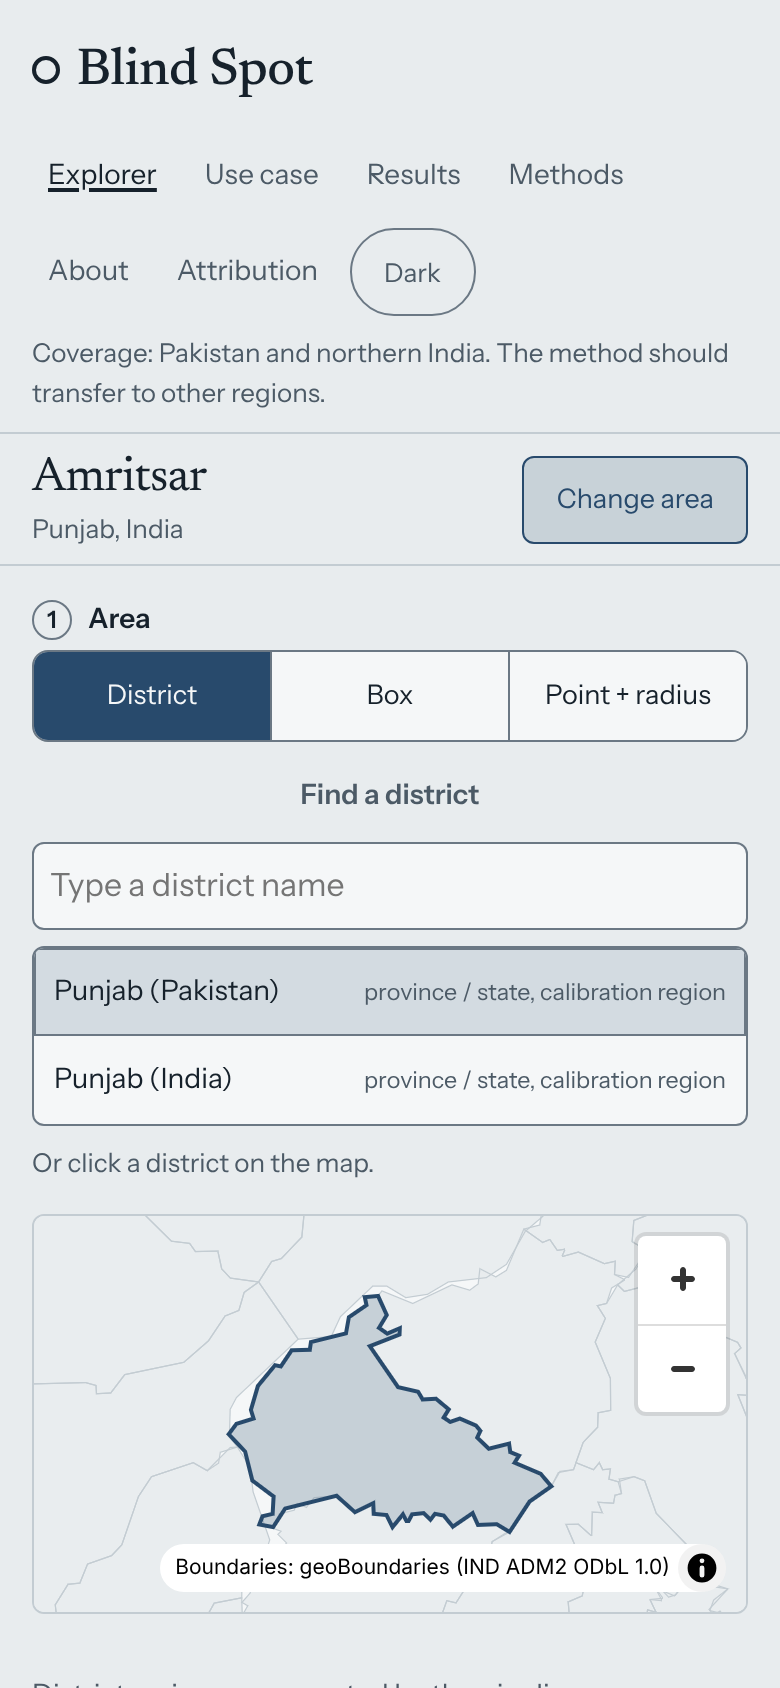 Blind Spot
Explorer Use case Results Methods
About Attribution Dark
Coverage: Pakistan and northern India. The method should
transfer to other regions.
Amritsar
Change area
Punjab, India
1 Area
District Box Point + radius
Find a district
Type a district name
Punjab (Pakistan) province / state, calibration region
Punjab (India) province / state, calibration region
Or click a district on the map.
+
−
Boundaries: geoBoundaries (IND ADM2 ODbL 1.0)